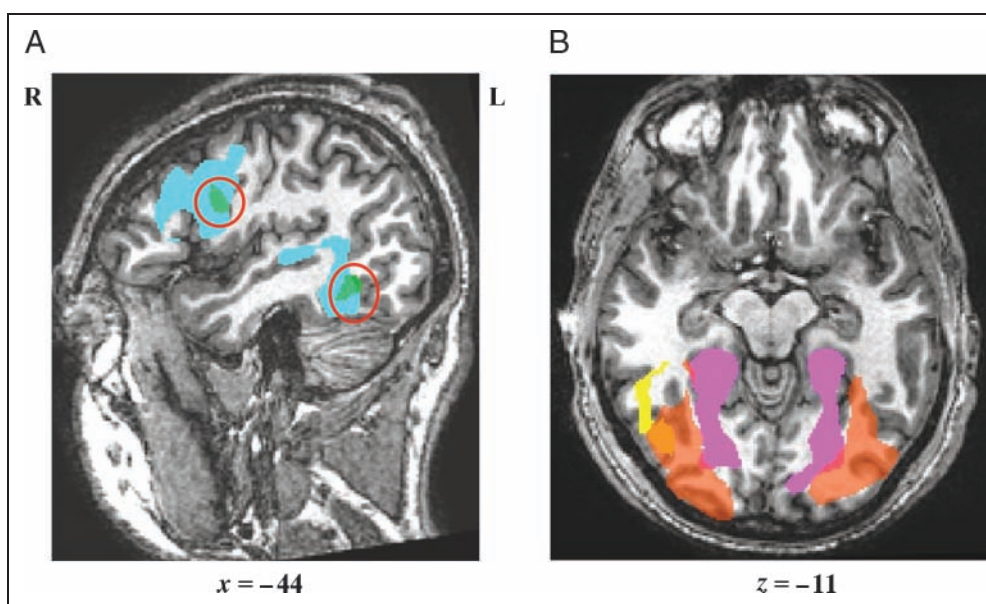 A
B
R
L
x = –44
z = –11